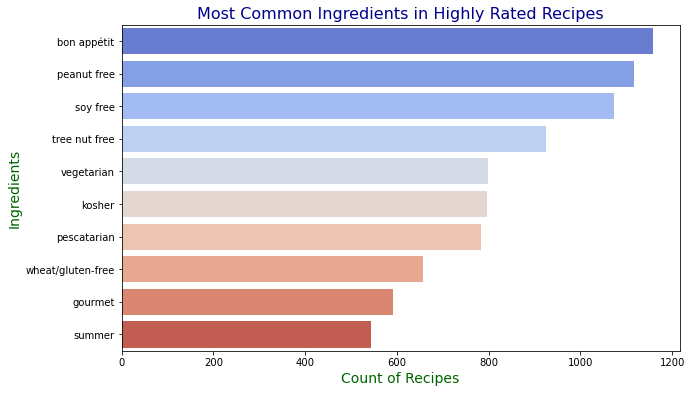 Most Common Ingredients in Highly Rated Recipes
Ingredients
bon appétit
peanut free
soy free
tree nut free
vegetarian
kosher
pescatarian
wheat/gluten-free
gourmet
summer
0 200 400 600 800 1000 1200
Count of Recipes